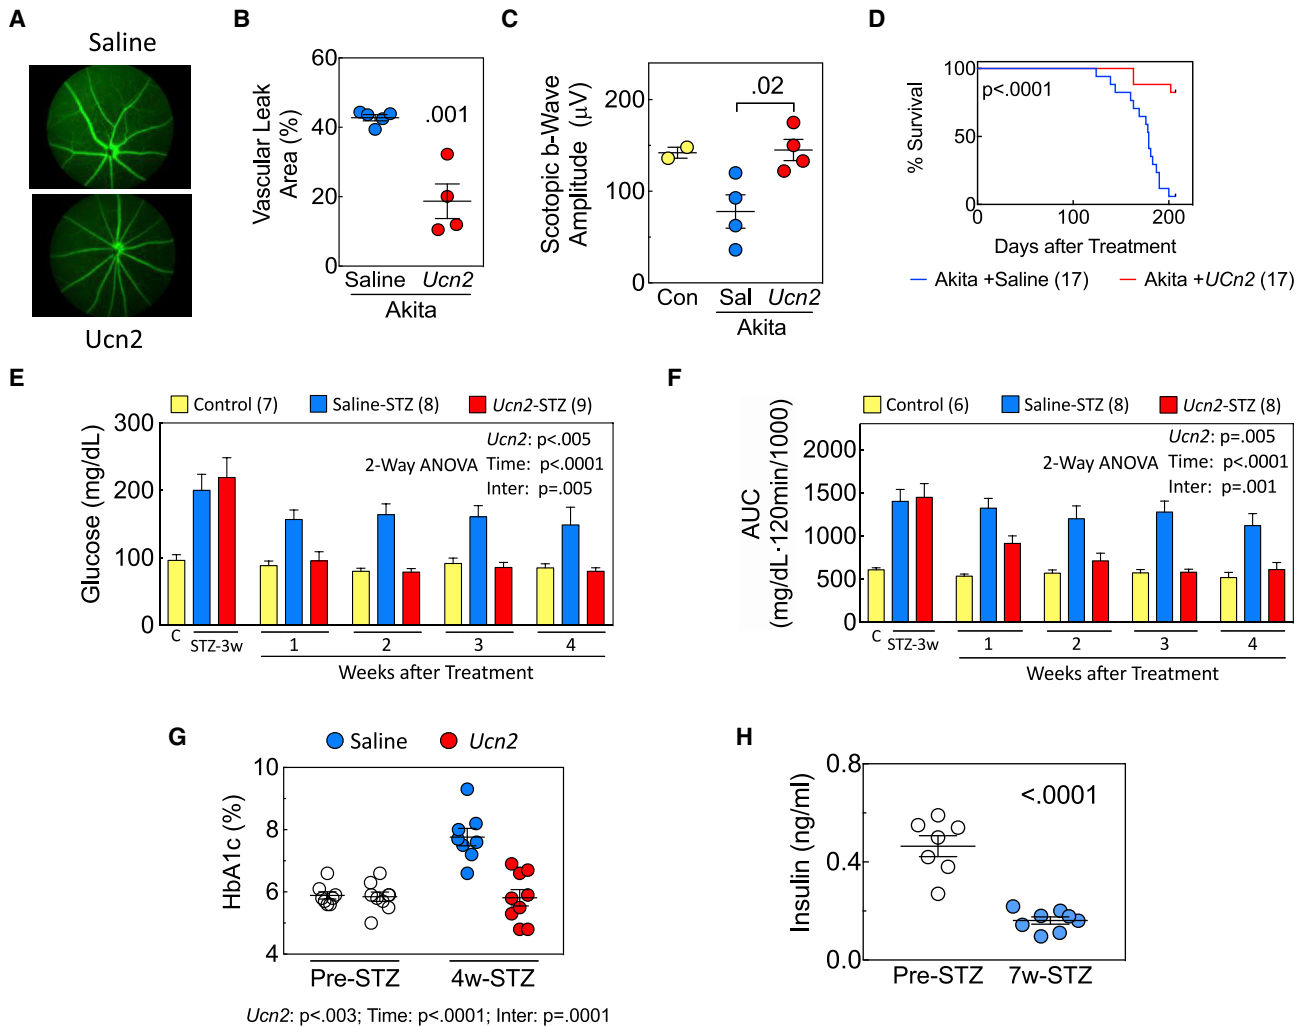 A
Saline
Ucn2
B
Vascular Leak
Area (%)
60
40
20
0
.001
Saline Ucn2
Akita
C
Scotopic b-Wave
Amplitude (μV)
200
100
0
.02
Con Sal Ucn2
Akita
D
% Survival
100
50
0
p<.0001
0 100 200
Days after Treatment
Akita +Saline (17) Akita +UCn2 (17)
E
Control (7) Saline-STZ (8) Ucn2-STZ (9)
Glucose (mg/dL)
300
200
100
0
2-Way ANOVA
Ucn2: p<.005
Time: p<.0001
Inter: p=.005
C STZ-3w 1 2 3 4
Weeks after Treatment
F
Control (6) Saline-STZ (8) Ucn2-STZ (8)
AUC
(mg/dL·120min/1000)
2000
1500
1000
500
0
2-Way ANOVA
Ucn2: p=.005
Time: p<.0001
Inter: p=.001
C STZ-3w 1 2 3 4
Weeks after Treatment
G
Saline Ucn2
HbA1c (%)
10
8
6
4
Pre-STZ 4w-STZ
Ucn2: p<.003; Time: p<.0001; Inter: p=.0001
H
Insulin (ng/ml)
0.8
0.4
0.0
<.0001
Pre-STZ 7w-STZ